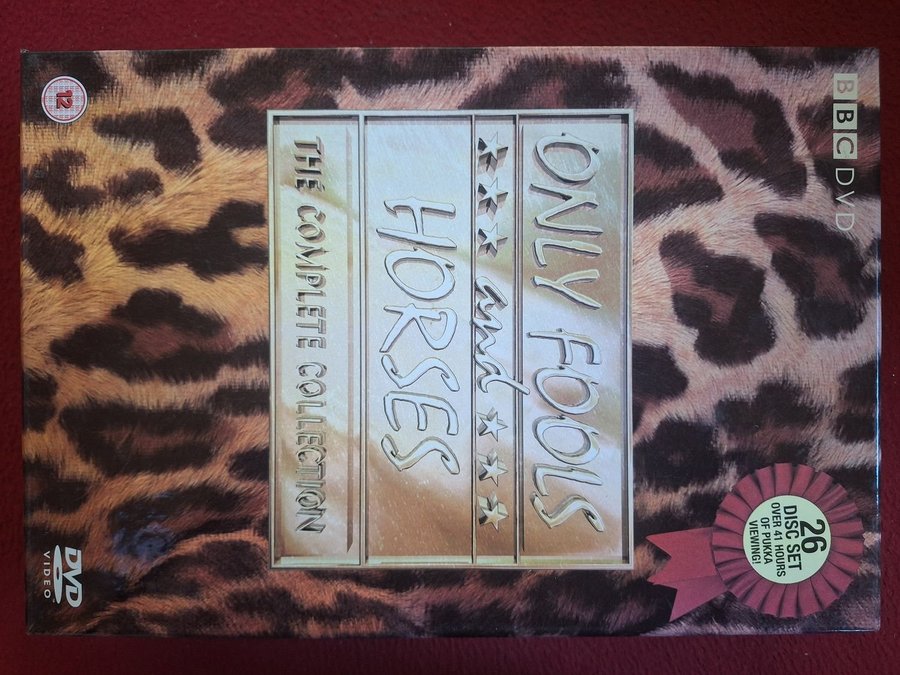 BBC DVD
ONLY FOOLS
and
HORSES
THE COMPLETE COLLECTION
26
DISC SET
OVER 41 HOURS
OF PUKKA
VIEWING!
12
DVD
VIDEO™